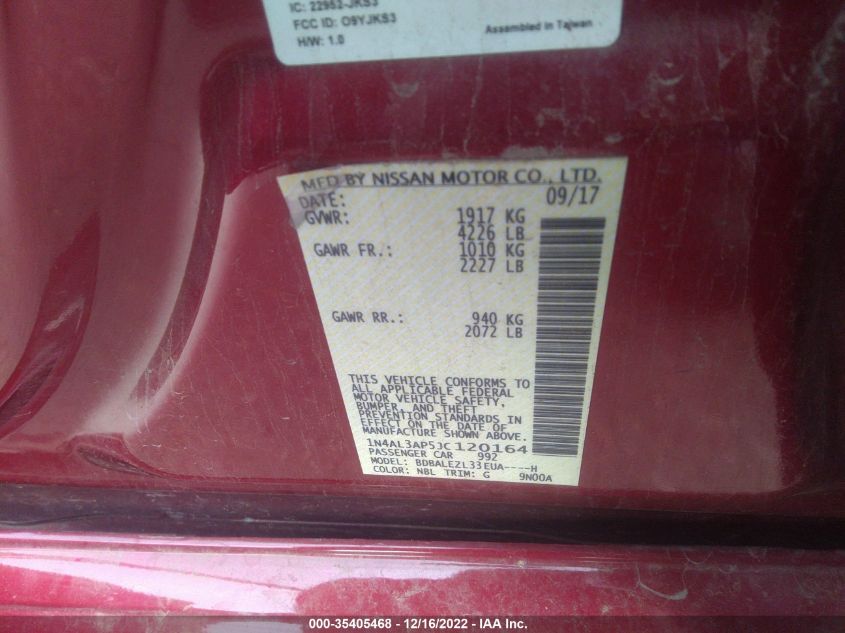 IC: 22952-JKS3
FCC ID: O9YJKS3
H/W: 1.0
Assembled in Taiwan
MFD BY NISSAN MOTOR CO., LTD.
DATE: 09/17
GVWR: 1917 KG
4226 LB
GAWR FR.: 1010 KG
2227 LB
GAWR RR.: 940 KG
2072 LB
THIS VEHICLE CONFORMS TO
ALL APPLICABLE FEDERAL
MOTOR VEHICLE SAFETY,
BUMPER, AND THEFT
PREVENTION STANDARDS IN
EFFECT ON THE DATE OF
MANUFACTURE SHOWN ABOVE.
1N4AL3AP5JC120164
PASSENGER CAR 992
MODEL: BDBALEZL33EUA----H
COLOR: NBL TRIM: G 9N00A
000-35405468 - 12/16/2022 - IAA Inc.